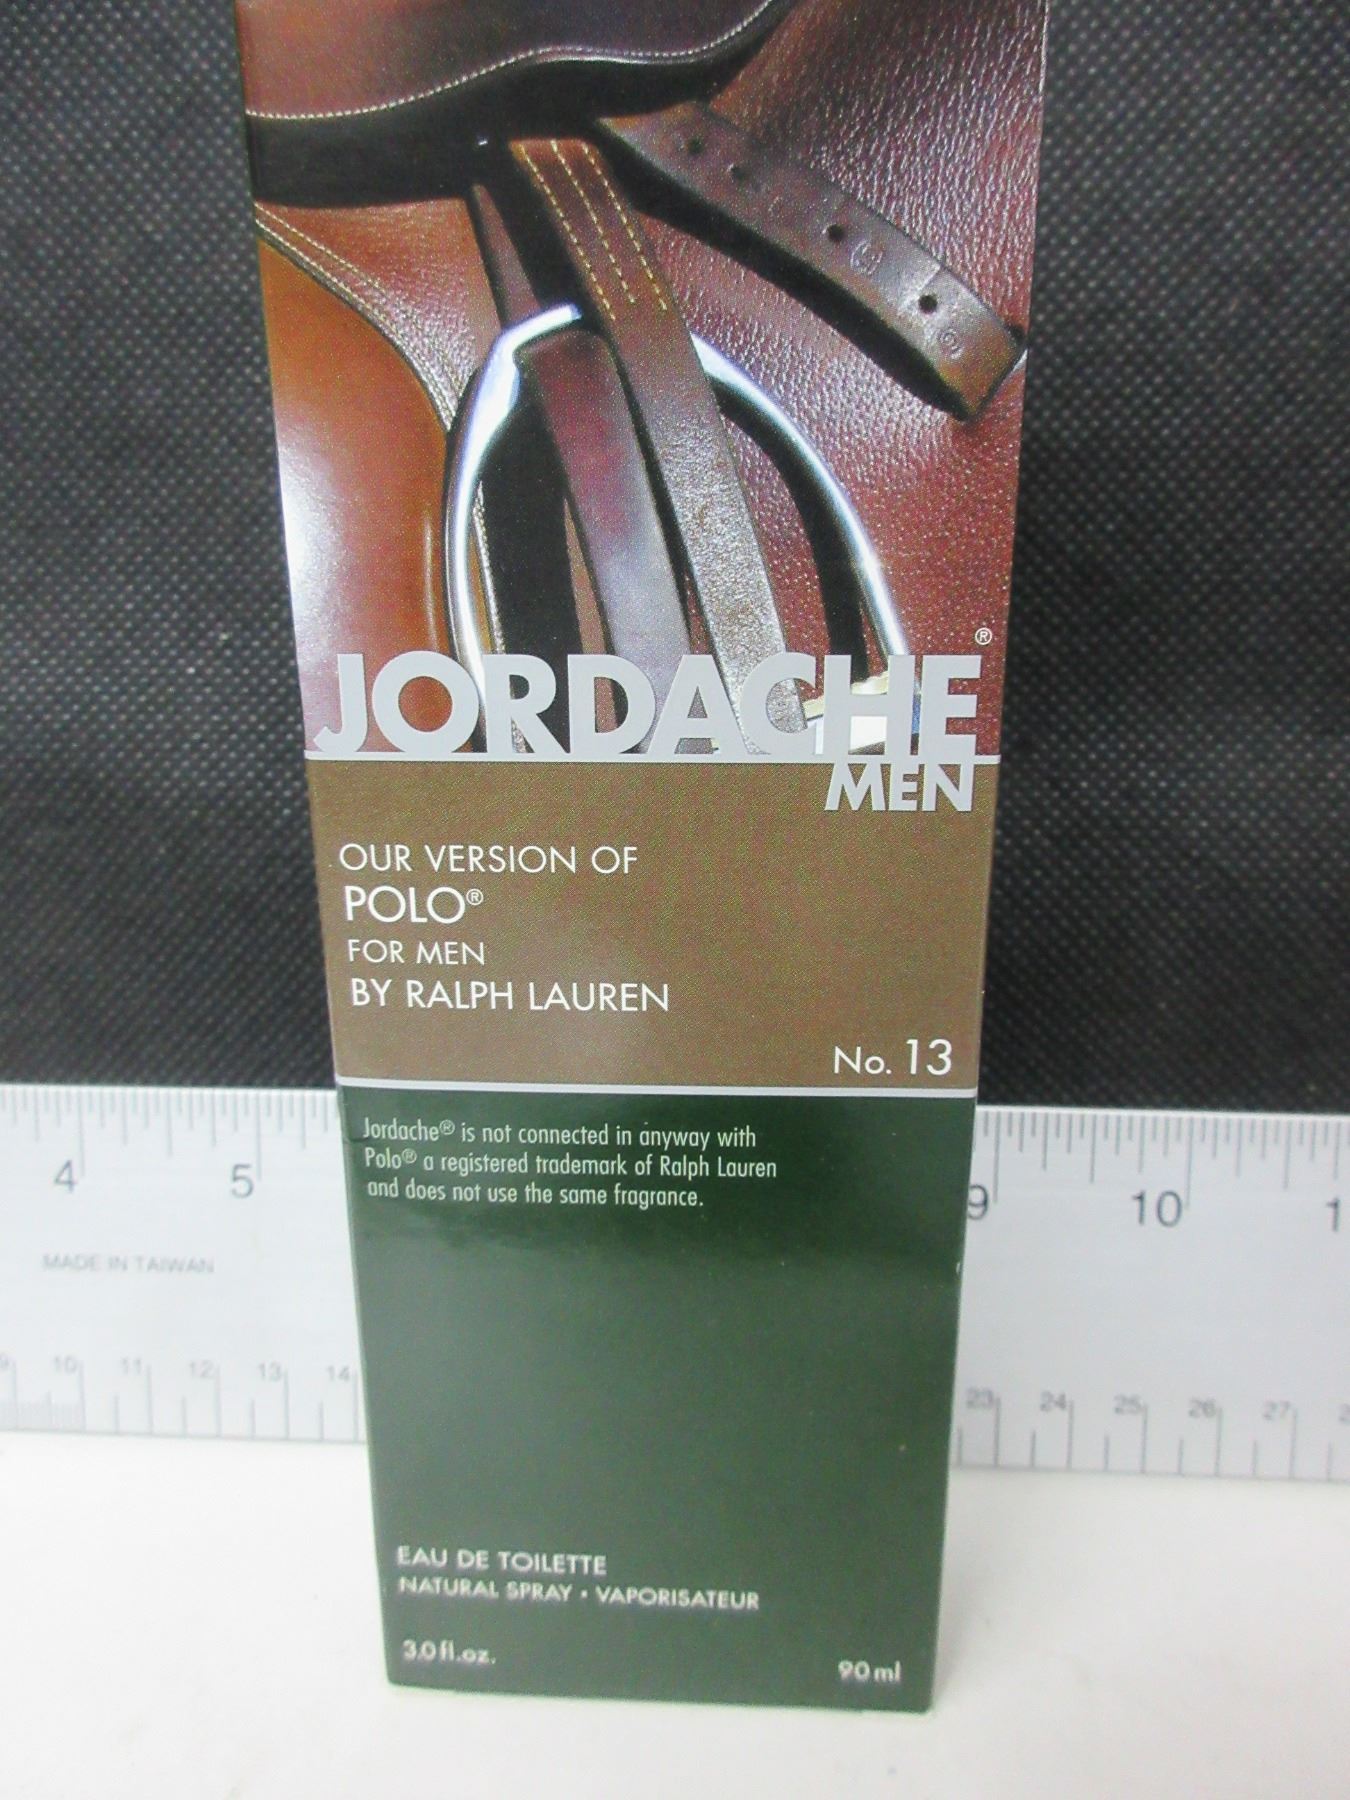 JORDACHE®
MEN
OUR VERSION OF
POLO®
FOR MEN
BY RALPH LAUREN
No. 13
Jordache® is not connected in anyway with
Polo® a registered trademark of Ralph Lauren
and does not use the same fragrance.
4 5 9 10 1
MADE IN TAIWAN
9 10 11 12 13 14 23 24 25 26 27 2
EAU DE TOILETTE
NATURAL SPRAY • VAPORISATEUR
3.0 fl.oz. 90 ml